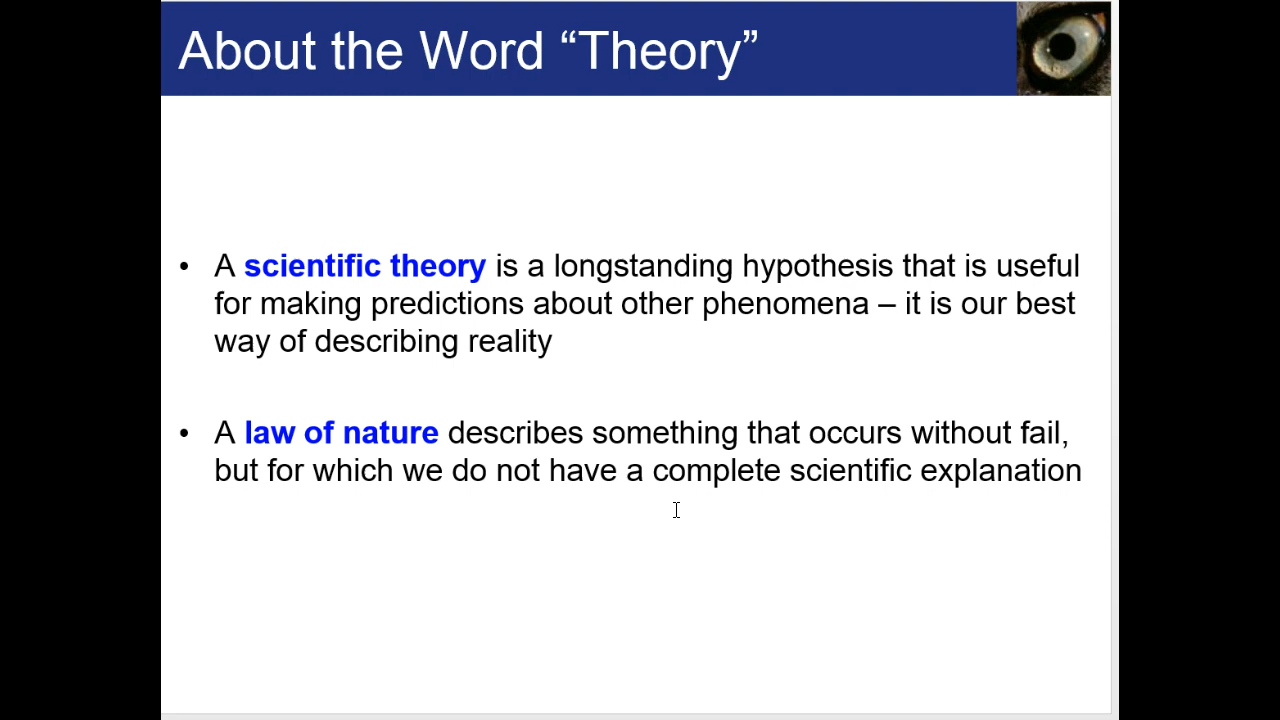 About the Word “Theory”
• A scientific theory is a longstanding hypothesis that is useful
for making predictions about other phenomena – it is our best
way of describing reality
• A law of nature describes something that occurs without fail,
but for which we do not have a complete scientific explanation